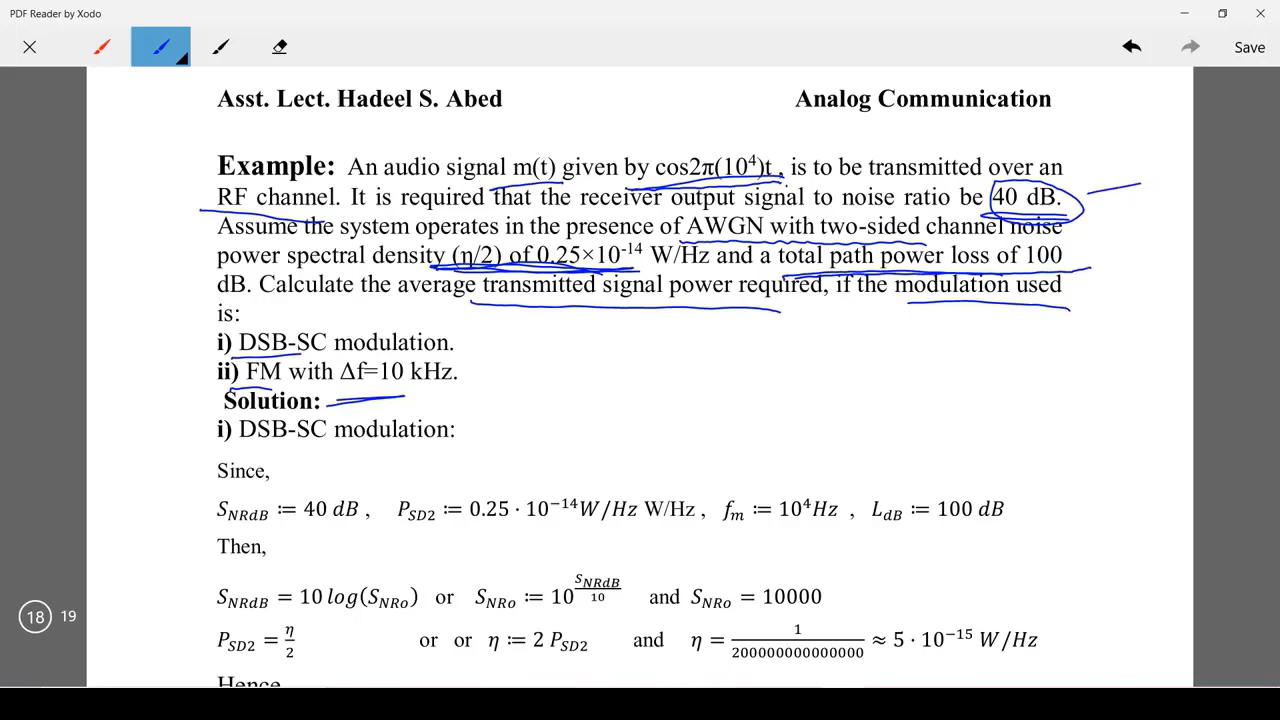 PDF Reader by Xodo
Save
Asst. Lect. Hadeel S. Abed Analog Communication
Example: An audio signal m(t) given by cos2π(10⁴)t , is to be transmitted over an
RF channel. It is required that the receiver output signal to noise ratio be 40 dB.
Assume the system operates in the presence of AWGN with two-sided channel noise
power spectral density (η/2) of 0.25×10⁻¹⁴ W/Hz and a total path power loss of 100
dB. Calculate the average transmitted signal power required, if the modulation used
is:
i) DSB-SC modulation.
ii) FM with Δf=10 kHz.
Solution:
i) DSB-SC modulation:
Since,
S_NRdB ≔ 40 dB , P_SD2 ≔ 0.25 · 10⁻¹⁴W/Hz W/Hz , f_m ≔ 10⁴Hz , L_dB ≔ 100 dB
Then,
S_NRdB = 10 log(S_NRo) or S_NRo ≔ 10^(S_NRdB/10) and S_NRo = 10000
P_SD2 = η/2 or or η ≔ 2 P_SD2 and η = 1/200000000000000 ≈ 5 · 10⁻¹⁵ W/Hz
Hence
18 19